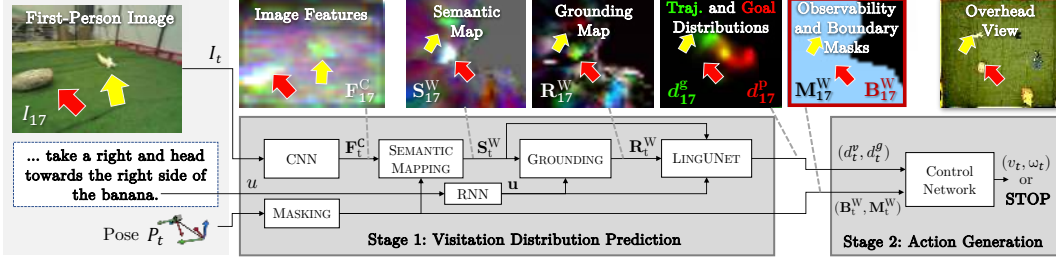 First-Person Image
Image Features
Semantic
Map
Grounding
Map
Traj. and Goal
Distributions
Observability
and Boundary
Masks
Overhead
View
I_t
I_17
F^C_17
S^W_17
R^W_17
d^g_17
d^p_17
M^W_17
B^W_17
... take a right and head
towards the right side of
the banana.
u
Pose P_t
CNN
F^C_t
SEMANTIC
MAPPING
S^W_t
GROUNDING
R^W_t
LINGUNET
RNN
u
MASKING
Stage 1: Visitation Distribution Prediction
(d^p_t, d^g_t)
(B^W_t, M^W_t)
Control
Network
(v_t, ω_t)
or
STOP
Stage 2: Action Generation